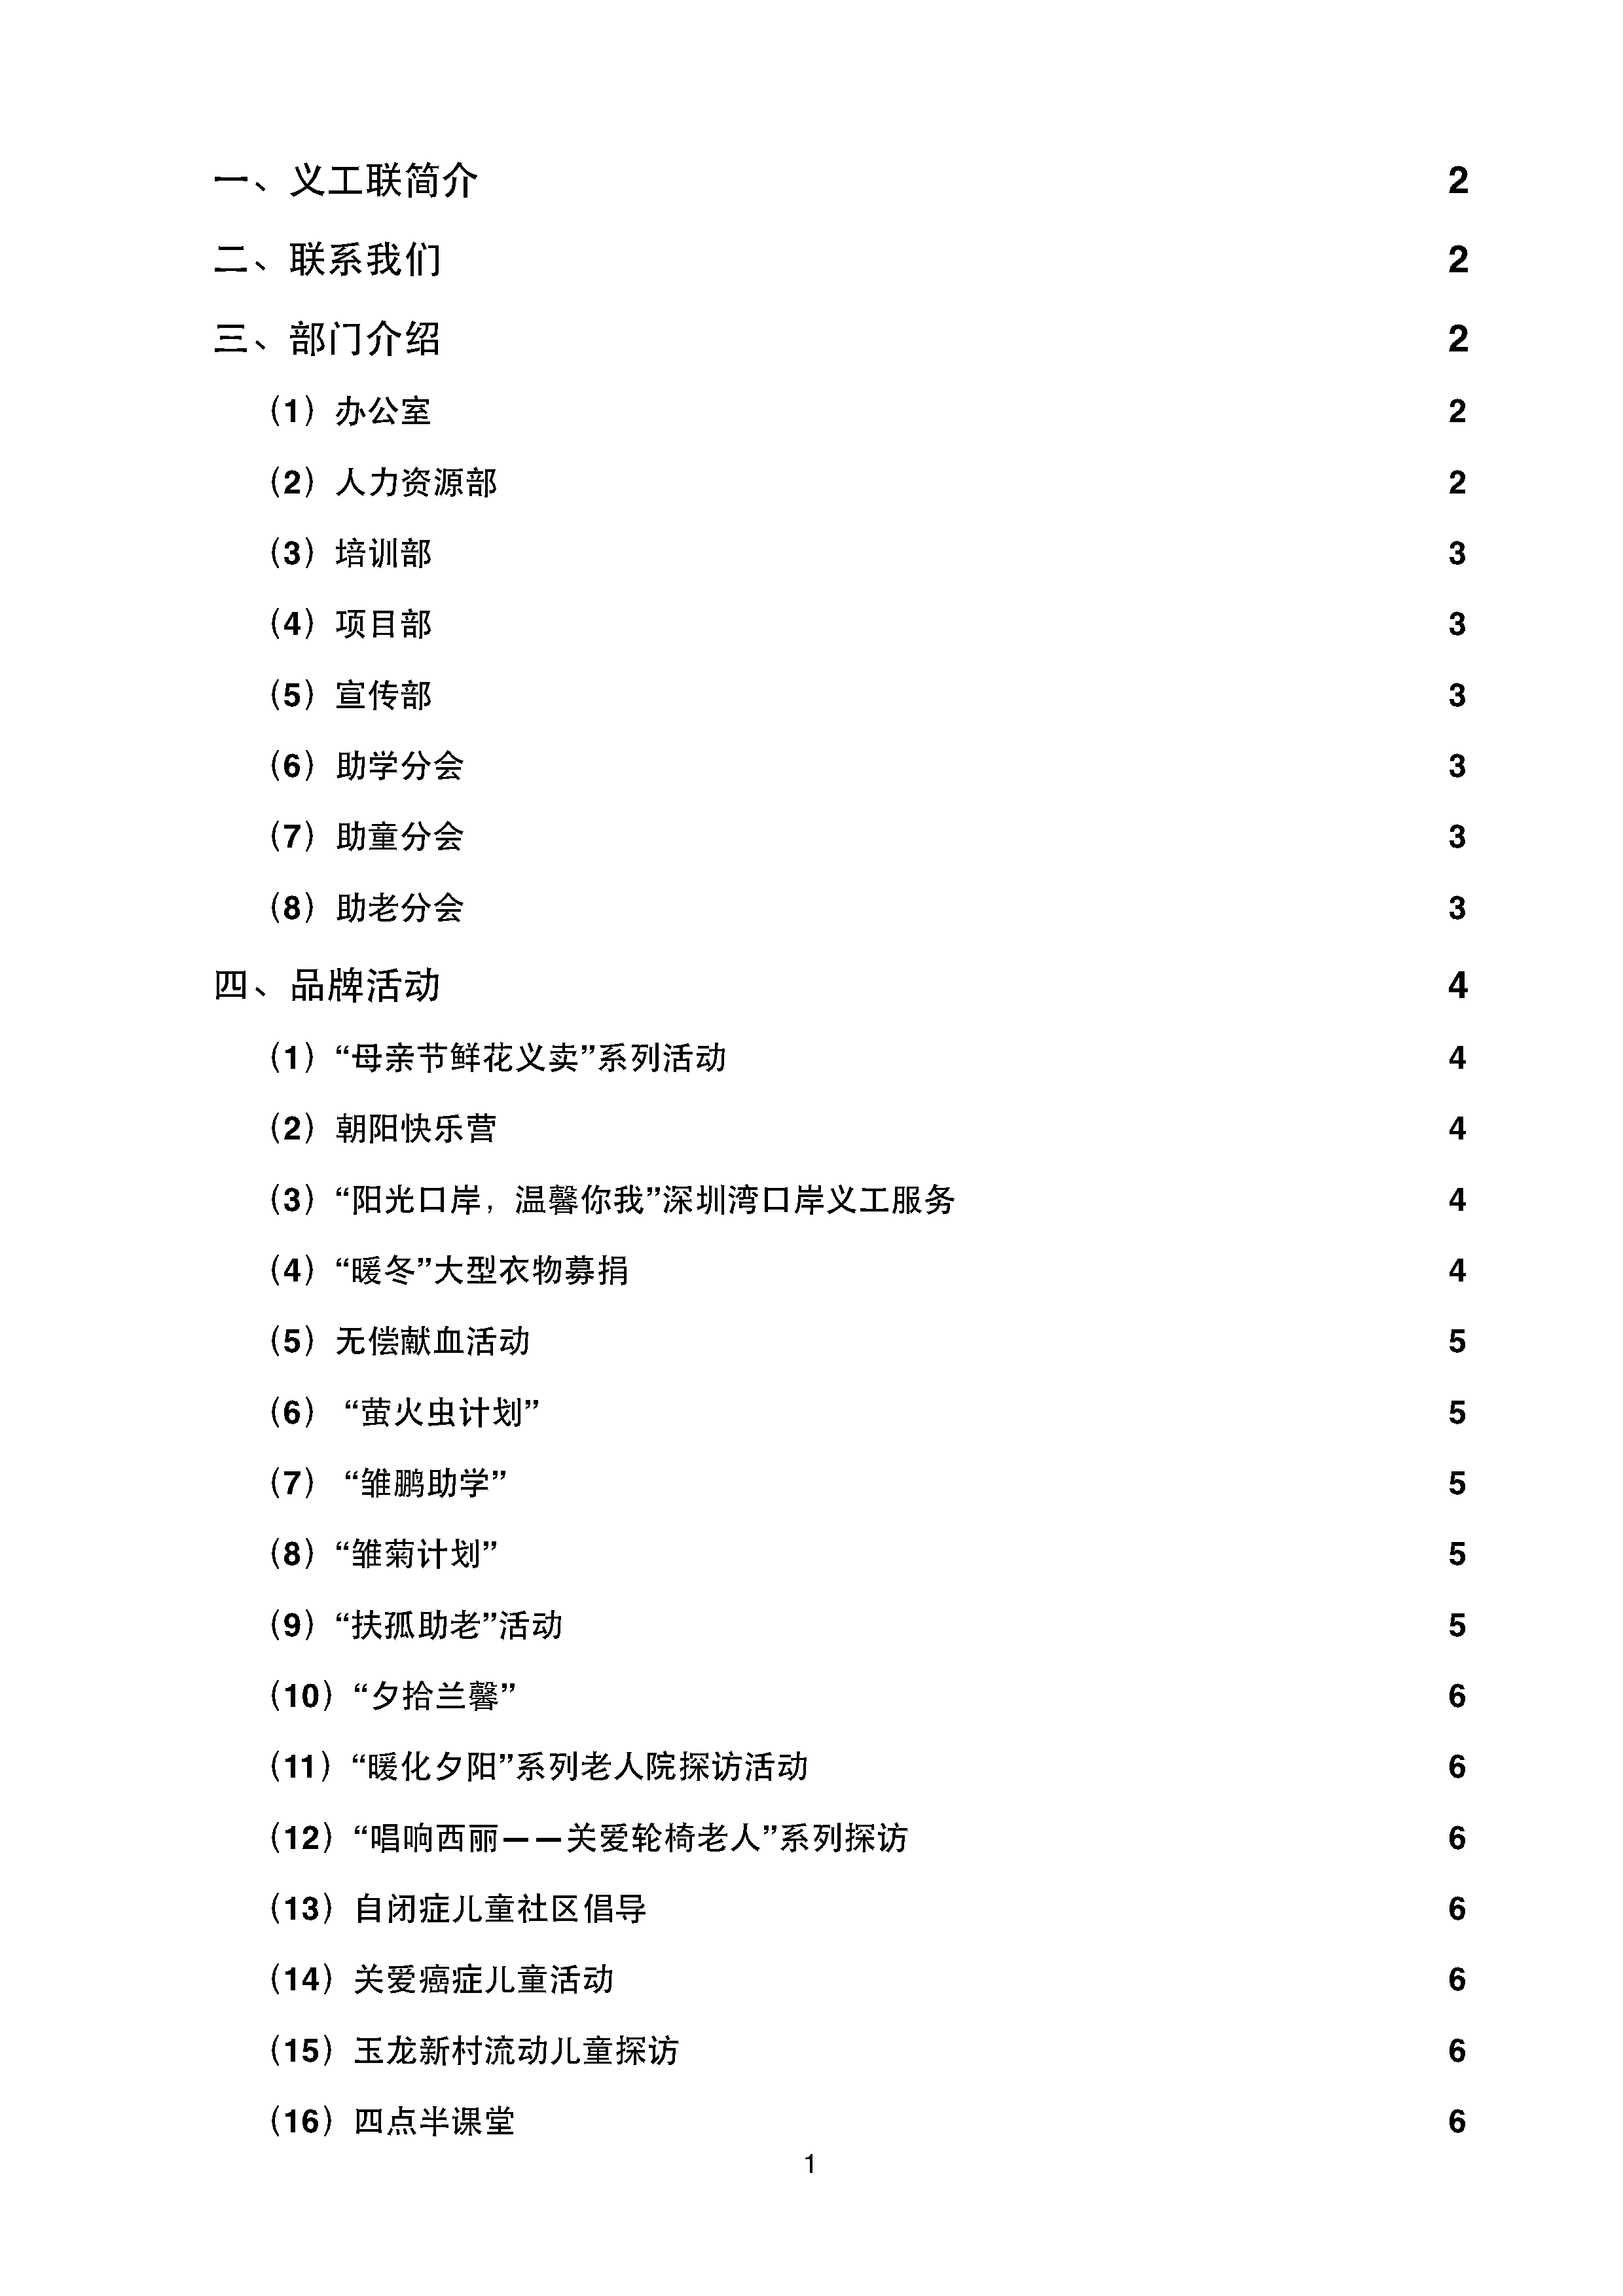 一、义工联简介 2
二、联系我们 2
三、部门介绍 2
（1）办公室 2
（2）人力资源部 2
（3）培训部 3
（4）项目部 3
（5）宣传部 3
（6）助学分会 3
（7）助童分会 3
（8）助老分会 3
四、品牌活动 4
（1）“母亲节鲜花义卖”系列活动 4
（2）朝阳快乐营 4
（3）“阳光口岸，温馨你我”深圳湾口岸义工服务 4
（4）“暖冬”大型衣物募捐 4
（5）无偿献血活动 5
（6） “萤火虫计划” 5
（7） “雏鹏助学” 5
（8）“雏菊计划” 5
（9）“扶孤助老”活动 5
（10）“夕拾兰馨” 6
（11）“暖化夕阳”系列老人院探访活动 6
（12）“唱响西丽——关爱轮椅老人”系列探访 6
（13）自闭症儿童社区倡导 6
（14）关爱癌症儿童活动 6
（15）玉龙新村流动儿童探访 6
（16）四点半课堂 6
1